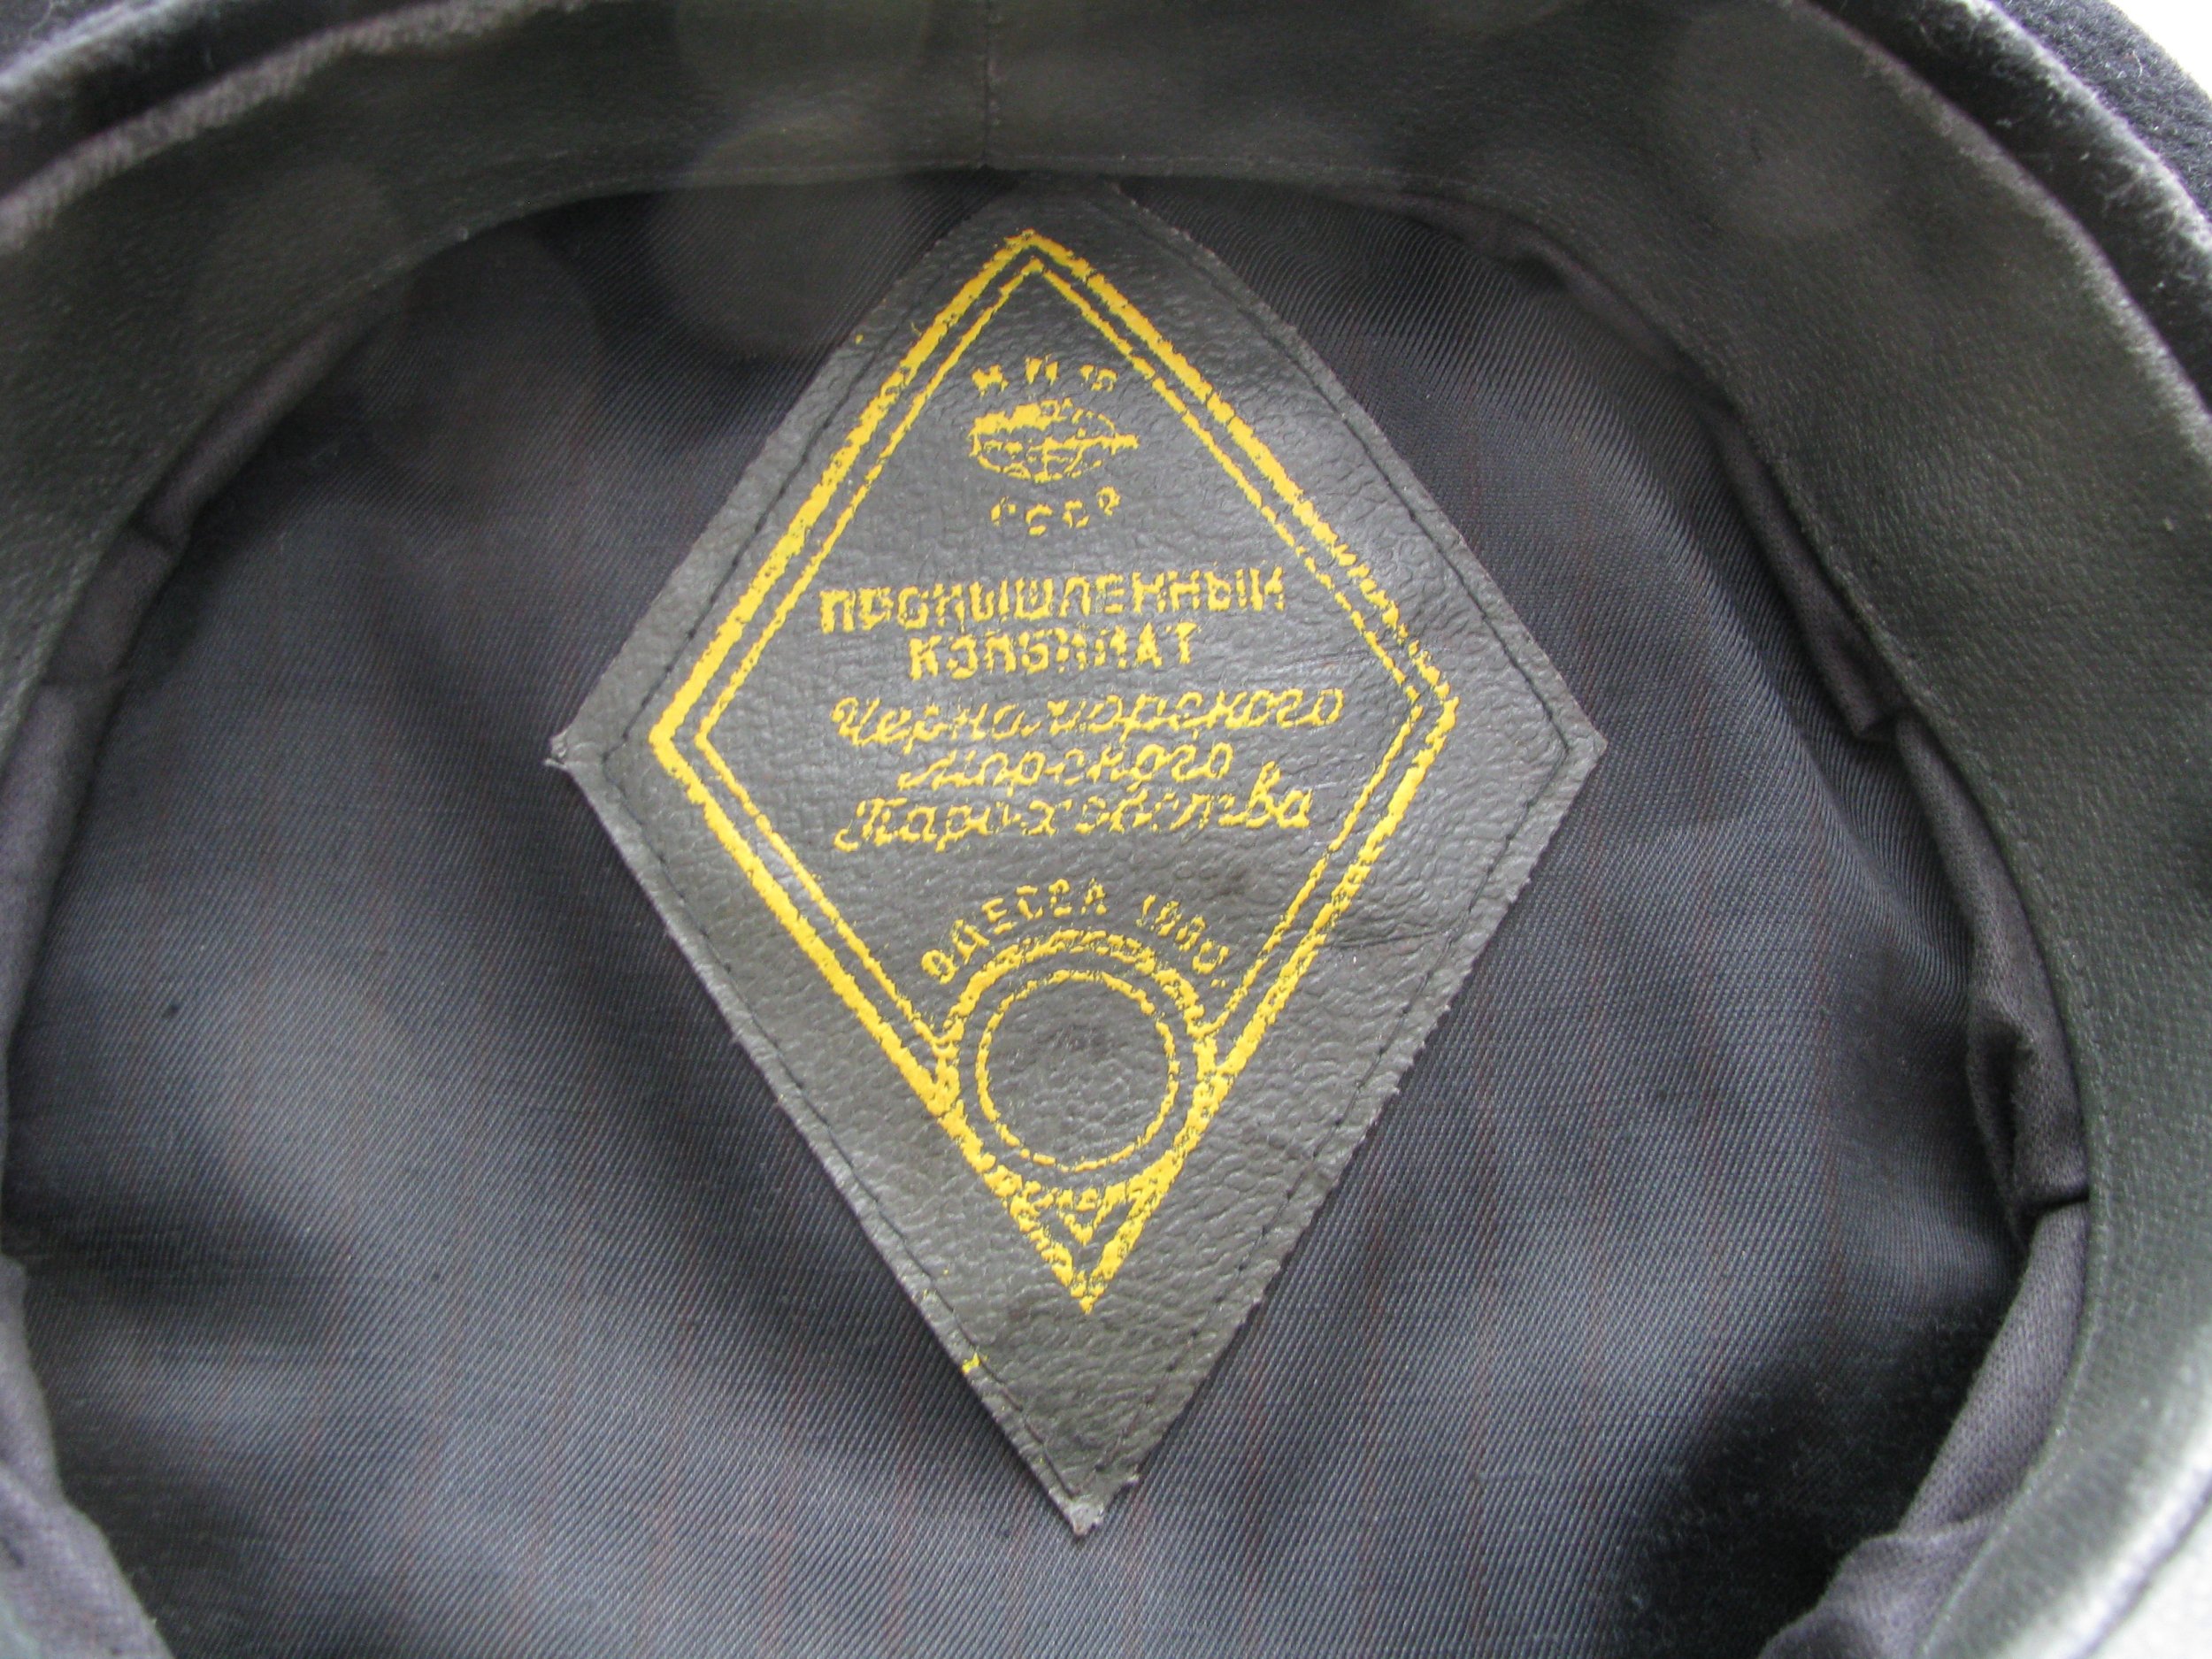 ММФ
СССР
ПРОМЫШЛЕННЫЙ
КОМБИНАТ
Черноморского
Морского
Пароходства
ОДЕССА